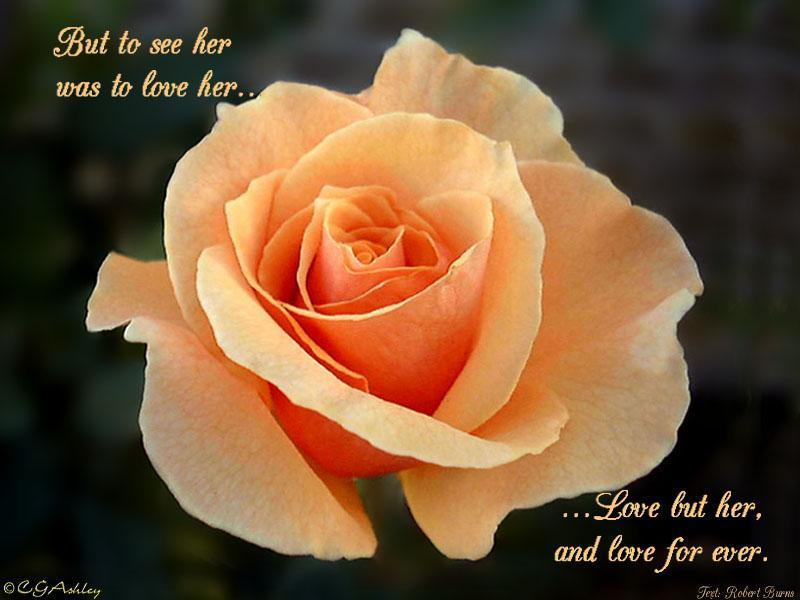 But to see her
was to love her...
...Love but her,
and love for ever.
©CGAshley
Text: Robert Burns